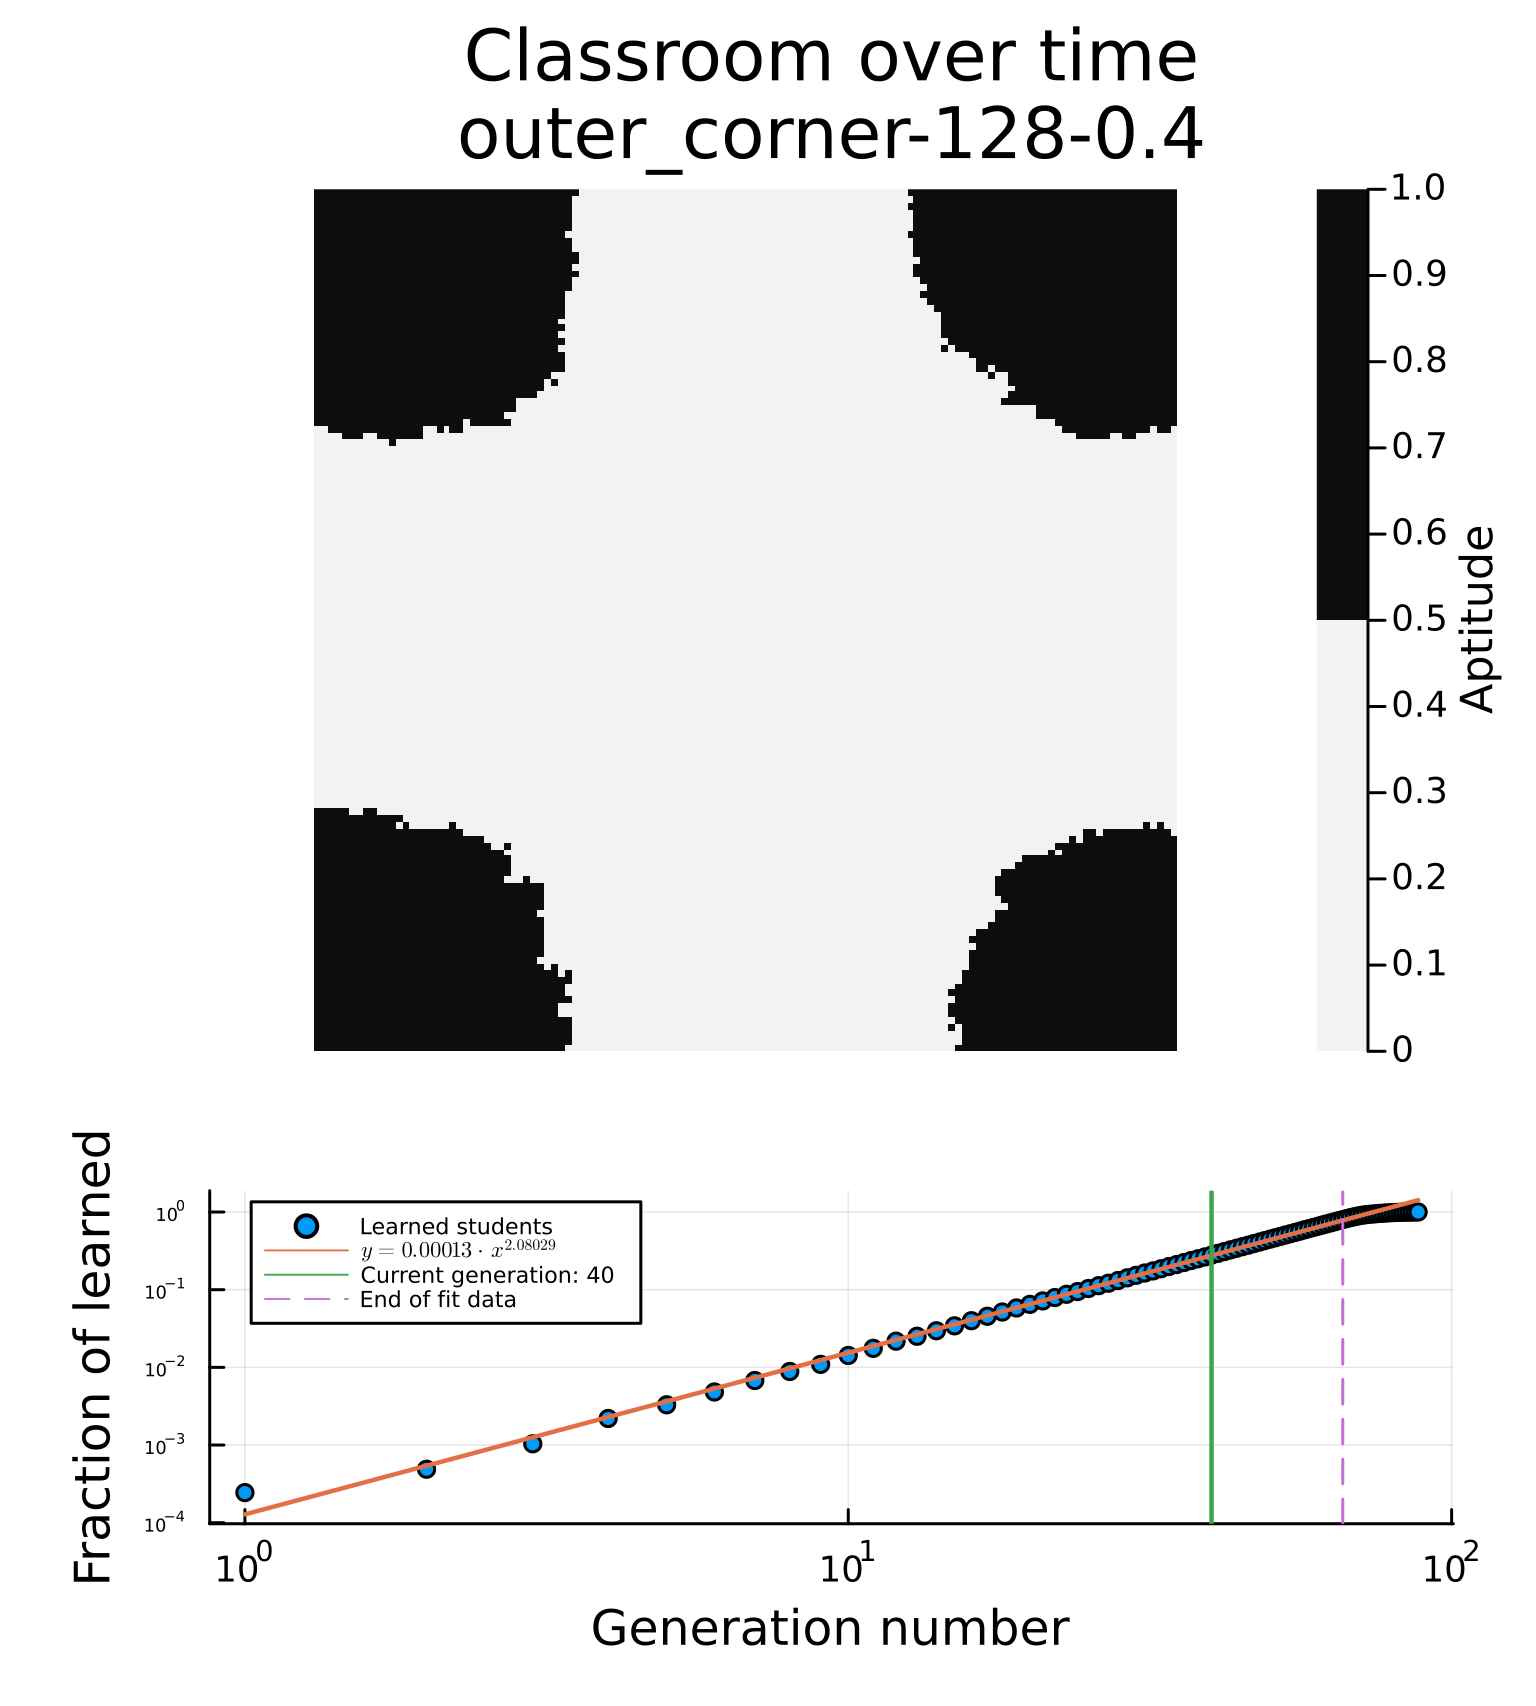 Classroom over time
outer_corner-128-0.4
1.0
0.9
0.8
0.7
0.6
0.5
0.4
0.3
0.2
0.1
0
Aptitude
Fraction of learned
10^0
10^-1
10^-2
10^-3
10^-4
Learned students
y = 0.00013 · x^2.08029
Current generation: 40
End of fit data
10^0 10^1 10^2
Generation number